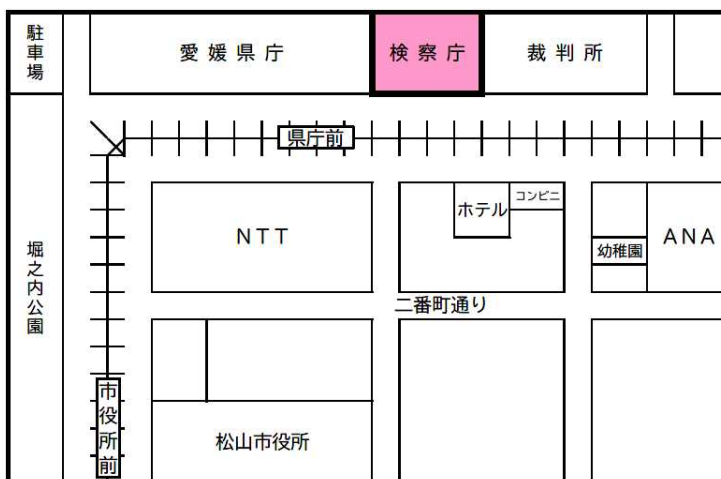 駐車場
愛媛県庁
検察庁
裁判所
県庁前
NTT
ホテル
コンビニ
幼稚園
ANA
堀之内公園
二番町通り
市役所前
松山市役所